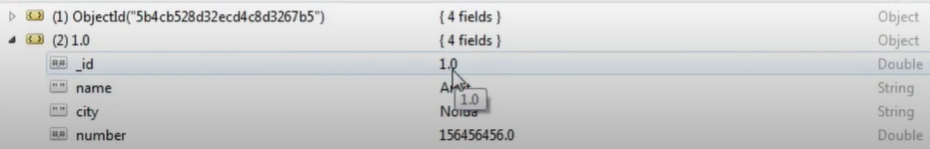 (1) ObjectId("5b4cb528d32ecd4c8d3267b5") { 4 fields } Object
(2) 1.0 { 4 fields } Object
_id 1.0 Double
name String
1.0
city Noida String
number 156456456.0 Double